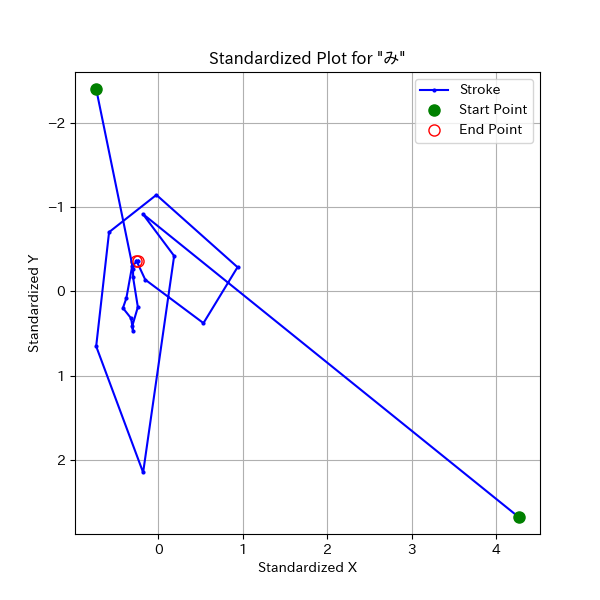 Standardized Plot for "み"
Stroke
Start Point
End Point
Standardized Y
−2
−1
0
1
2
0 1 2 3 4
Standardized X